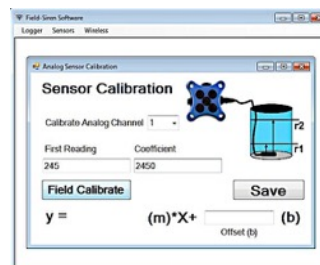 Field-Siren Software
Logger Sensors Wireless
Analog Sensor Calibration
Sensor Calibration
Calibrate Analog Channel 1
r2
r1
First Reading Coefficient
245 2450
Field Calibrate Save
y = (m)*X+ (b)
Offset (b)